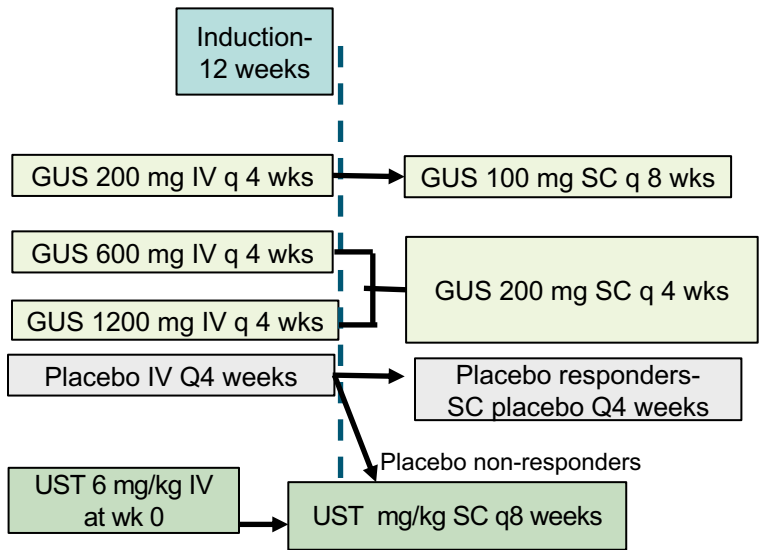 Induction-
12 weeks
GUS 200 mg IV q 4 wks
GUS 100 mg SC q 8 wks
GUS 600 mg IV q 4 wks
GUS 200 mg SC q 4 wks
GUS 1200 mg IV q 4 wks
Placebo IV Q4 weeks
Placebo responders-
SC placebo Q4 weeks
Placebo non-responders
UST 6 mg/kg IV
at wk 0
UST mg/kg SC q8 weeks